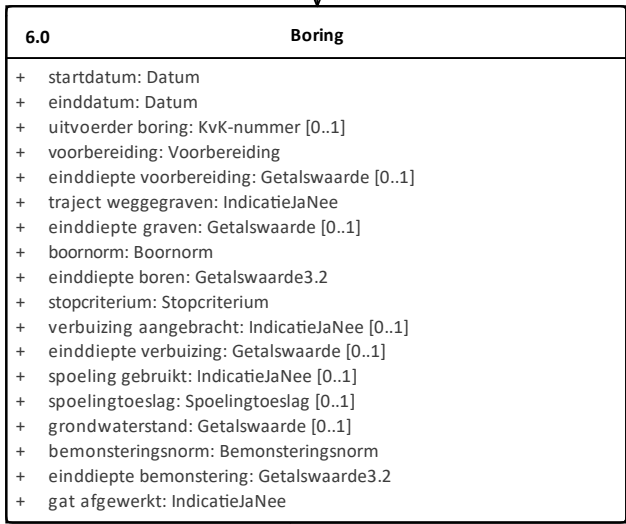 6.0 Boring
+ startdatum: Datum
+ einddatum: Datum
+ uitvoerder boring: KvK-nummer [0..1]
+ voorbereiding: Voorbereiding
+ einddiepte voorbereiding: Getalswaarde [0..1]
+ traject weggegraven: IndicatieJaNee
+ einddiepte graven: Getalswaarde [0..1]
+ boornorm: Boornorm
+ einddiepte boren: Getalswaarde3.2
+ stopcriterium: Stopcriterium
+ verbuizing aangebracht: IndicatieJaNee [0..1]
+ einddiepte verbuizing: Getalswaarde [0..1]
+ spoeling gebruikt: IndicatieJaNee [0..1]
+ spoelingtoeslag: Spoelingtoeslag [0..1]
+ grondwaterstand: Getalswaarde [0..1]
+ bemonsteringsnorm: Bemonsteringsnorm
+ einddiepte bemonstering: Getalswaarde3.2
+ gat afgewerkt: IndicatieJaNee